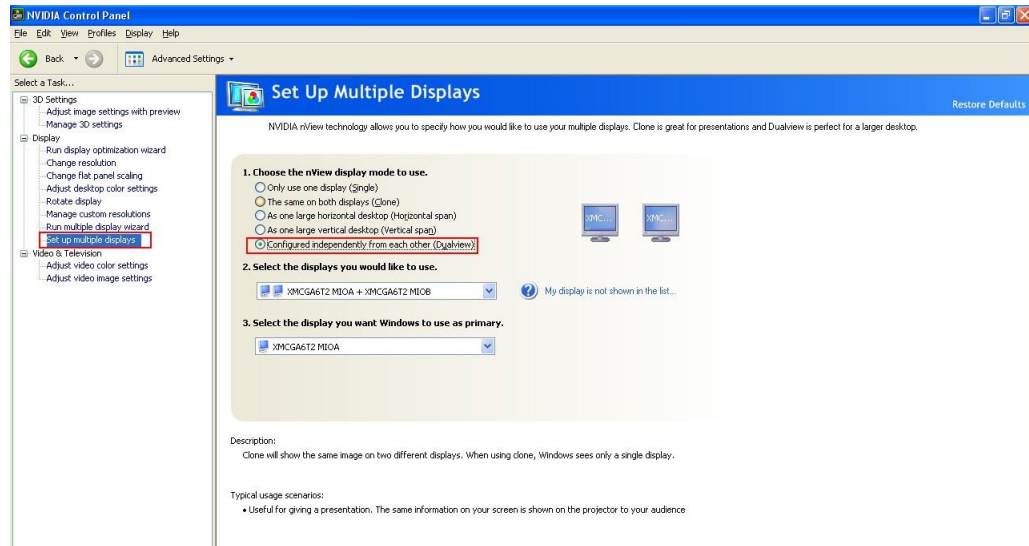 NVIDIA Control Panel
File Edit View Profiles Display Help
Back Advanced Settings
Select a Task...
3D Settings
Adjust image settings with preview
Manage 3D settings
Display
Run display optimization wizard
Change resolution
Change flat panel scaling
Adjust desktop color settings
Rotate display
Manage custom resolutions
Run multiple display wizard
Set up multiple displays
Video & Television
Adjust video color settings
Adjust video image settings
Set Up Multiple Displays
Restore Defaults
NVIDIA nView technology allows you to specify how you would like to use your multiple displays. Clone is great for presentations and Dualview is perfect for a larger desktop.
1. Choose the nView display mode to use.
Only use one display (Single)
The same on both displays (Clone)
As one large horizontal desktop (Horizontal span)
As one large vertical desktop (Vertical span)
Configured independently from each other (Dualview)
XMC... XMC...
2. Select the displays you would like to use.
XMCGA6T2 MIOA + XMCGA6T2 MIOB
My display is not shown in the list...
3. Select the display you want Windows to use as primary.
XMCGA6T2 MIOA
Description:
Clone will show the same image on two different displays. When using clone, Windows sees only a single display.
Typical usage scenarios:
• Useful for giving a presentation. The same information on your screen is shown on the projector to your audience